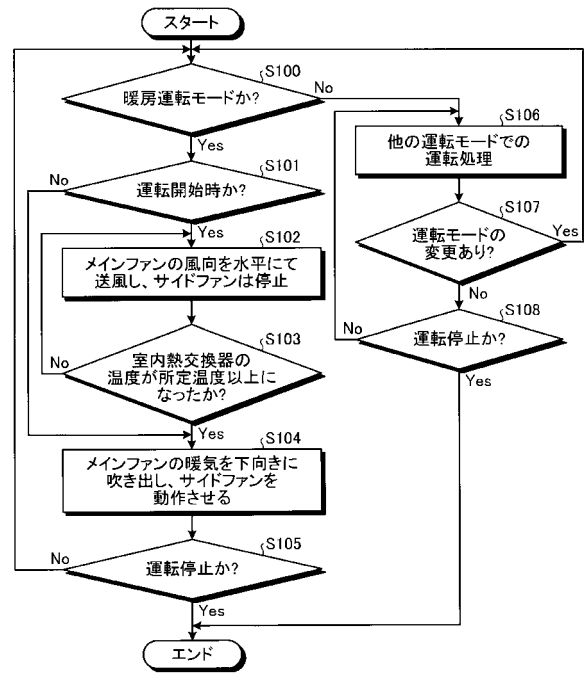 スタート
S100
暖房運転モードか?
No
Yes
S101
運転開始時か?
No
Yes
S102
メインファンの風向を水平にて
送風し、サイドファンは停止
S103
室内熱交換器の
温度が所定温度以上に
なったか?
No
Yes
S104
メインファンの暖気を下向きに
吹き出し、サイドファンを
動作させる
S105
運転停止か?
No
Yes
エンド
S106
他の運転モードでの
運転処理
S107
運転モードの
変更あり?
Yes
No
S108
運転停止か?
No
Yes